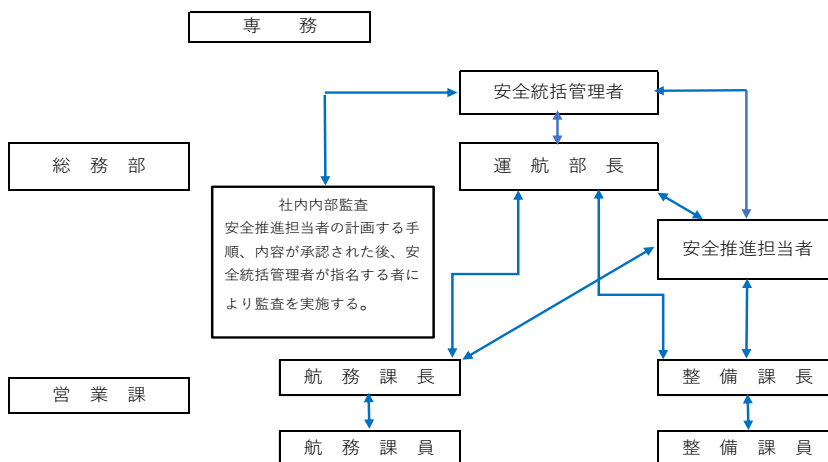 専　務
安全統括管理者
総　務　部
運　航　部　長
社内内部監査
安全推進担当者の計画する手
順、内容が承認された後、安
全統括管理者が指名する者に
より監査を実施する。
安全推進担当者
航　務　課　長
整　備　課　長
営　業　課
航　務　課　員
整　備　課　員